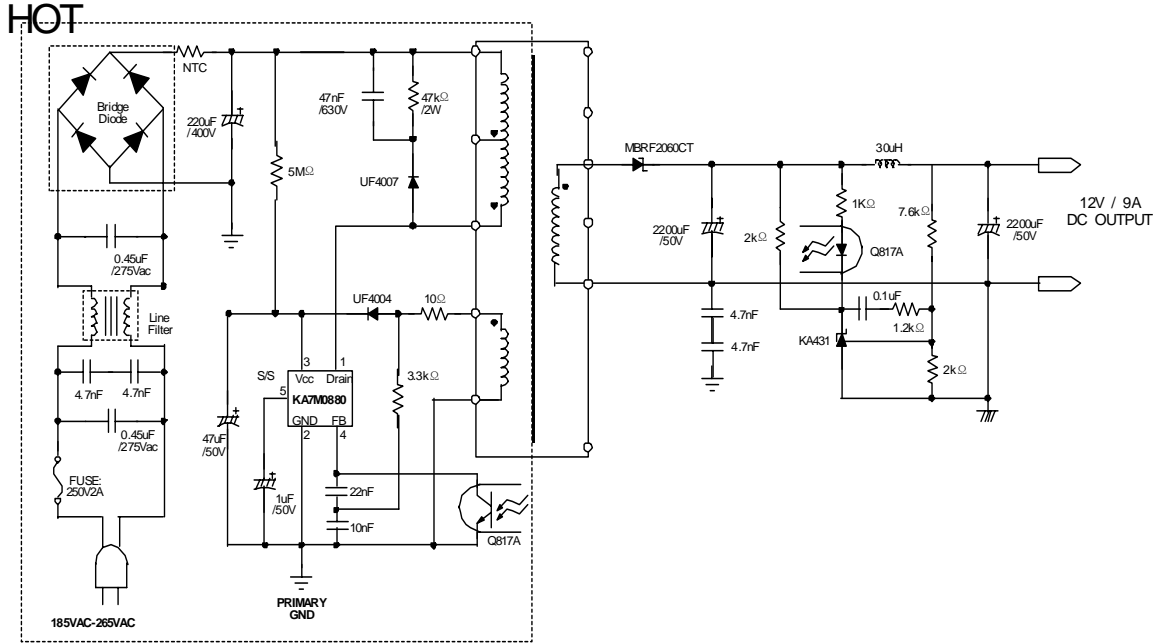 HOT
NTC
Bridge
Diode
220uF
/400V
47nF
/630V
47kΩ
/2W
5MΩ
UF4007
MBRF2060CT
30uH
12V / 9A
DC OUTPUT
1KΩ
7.6kΩ
2200uF
/50V
2kΩ
Q817A
2200uF
/50V
0.45uF
/275Vac
Line
Filter
UF4004
10Ω
0.1uF
1.2kΩ
4.7nF
4.7nF
KA431
2kΩ
4.7nF
4.7nF
3
1
S/S
Vcc
Drain
3.3kΩ
5
KA7M0880
GND
FB
2
4
0.45uF
/275Vac
47uF
/50V
FUSE:
250V2A
1uF
/50V
22nF
10nF
Q817A
PRIMARY
GND
185VAC-265VAC